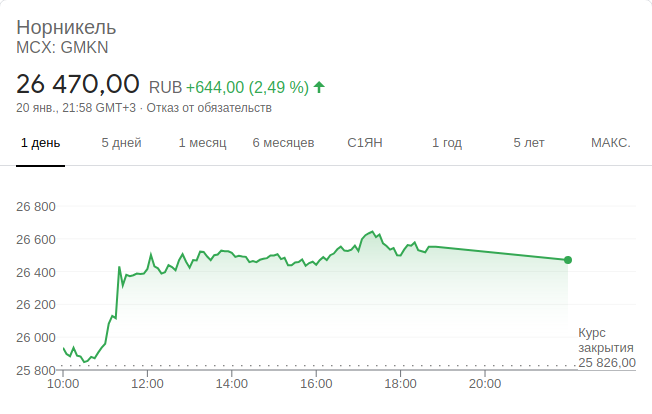 Норникель
MCX: GMKN
26 470,00 RUB +644,00 (2,49 %)
20 янв., 21:58 GMT+3 · Отказ от обязательств
1 день 5 дней 1 месяц 6 месяцев С1ЯН 1 год 5 лет МАКС.
26 800
26 600
26 400
26 200
26 000
25 800
Курс
закрытия
25 826,00
10:00 12:00 14:00 16:00 18:00 20:00